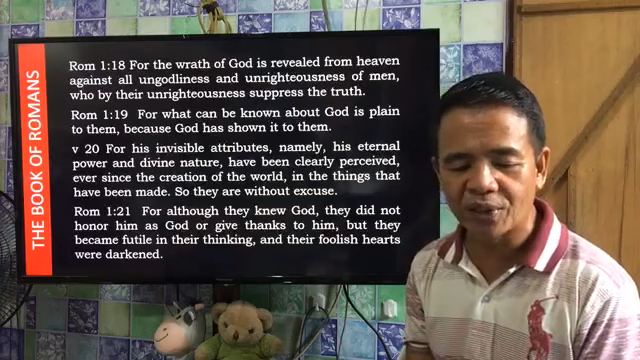 THE BOOK OF ROMANS
Rom 1:18 For the wrath of God is revealed from heaven
against all ungodliness and unrighteousness of men,
who by their unrighteousness suppress the truth.
Rom 1:19 For what can be known about God is plain
to them, because God has shown it to them.
v 20 For his invisible attributes, namely, his eternal
power and divine nature, have been clearly perceived,
ever since the creation of the world, in the things that
have been made. So they are without excuse.
Rom 1:21 For although they knew God, they did not
honor him as God or give thanks to him, but they
became futile in their thinking, and their foolish hearts
were darkened.